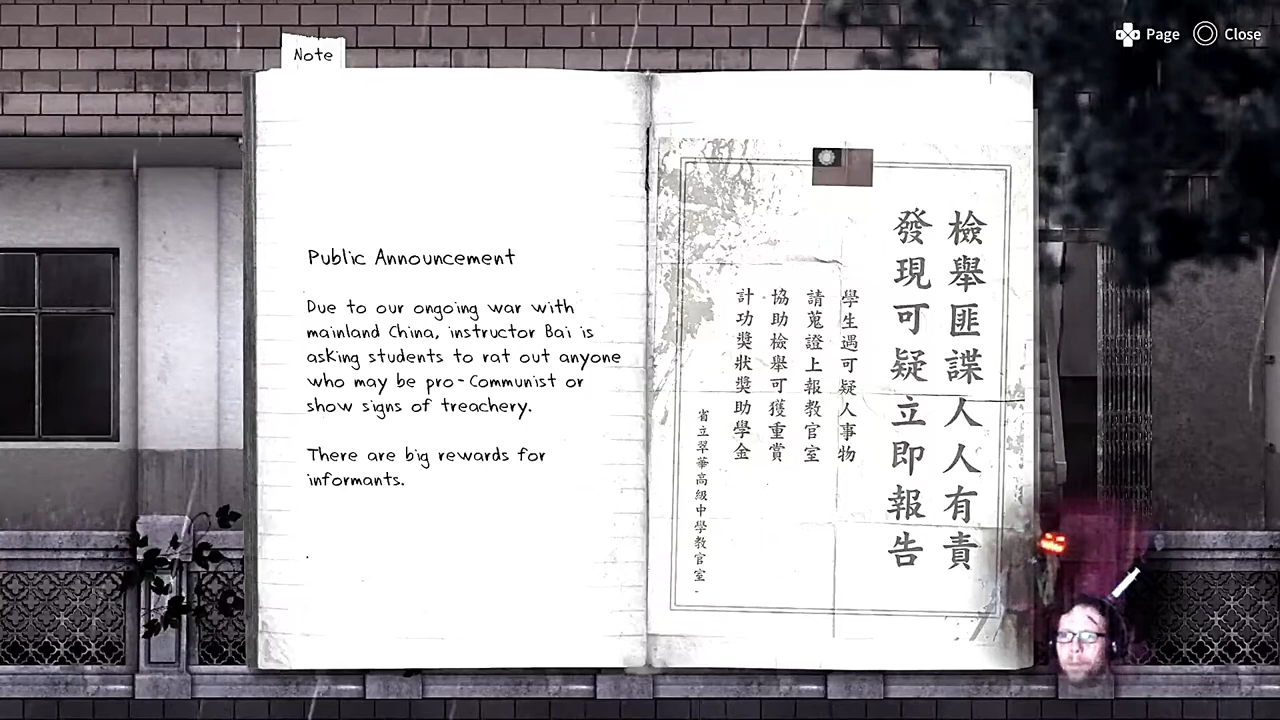 Page
Close
Note
Public Announcement
Due to our ongoing war with
mainland China, instructor Bai is
asking students to rat out anyone
who may be pro-Communist or
show signs of treachery.
There are big rewards for
informants.
檢舉匪諜人人有責
發現可疑立即報告
學生遇可疑人事物
請蒐證上報教官室
協助檢舉可獲重賞
計功獎狀獎助學金
省立翠華高級中學教官室